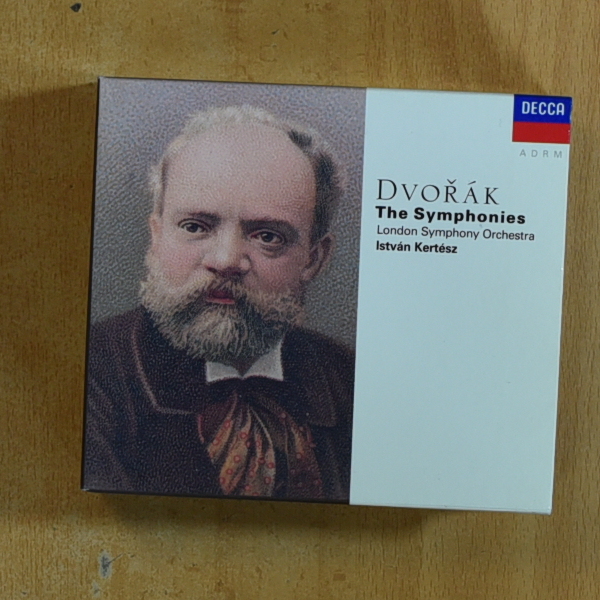 DECCA
ADRM
DVOŘÁK
The Symphonies
London Symphony Orchestra
István Kertész